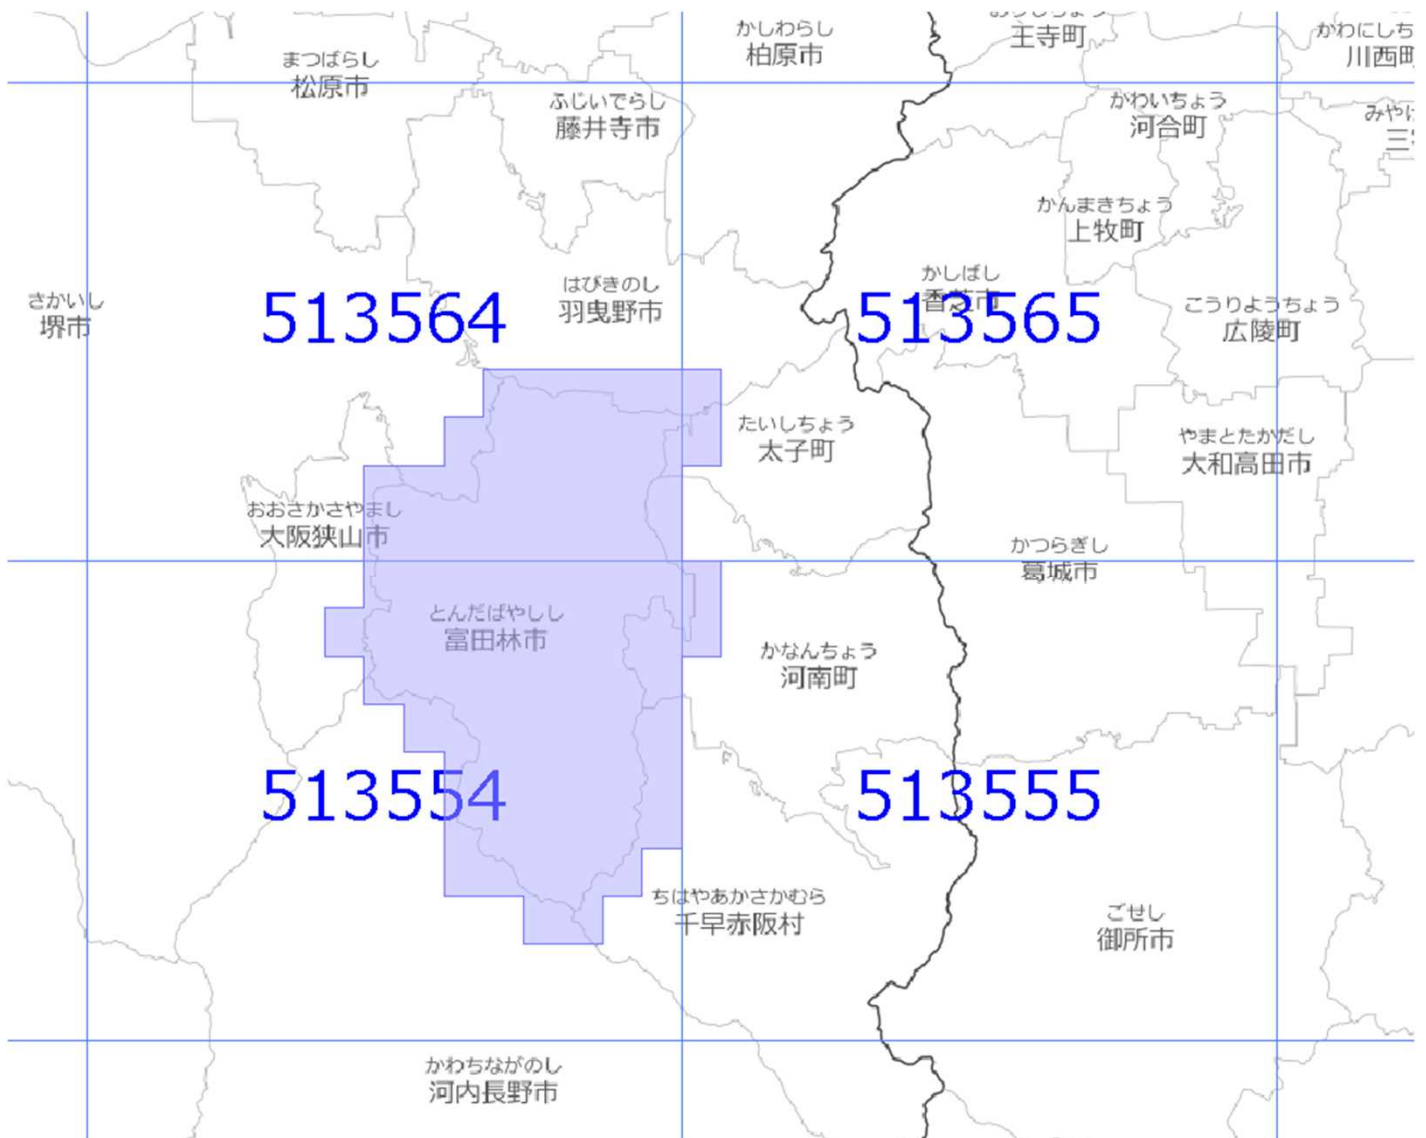 かしわらし
柏原市
王寺町
かわにしち
川西町
まつばらし
松原市
ふじいでらし
藤井寺市
かわいちょう
河合町
みやけ
かんまきちょう
上牧町
さかいし
堺市
はびきのし
羽曳野市
かしばし
香芝市
こうりようちょう
広陵町
513564
513565
たいしちょう
太子町
やまとたかだし
大和高田市
おおさかさやまし
大阪狭山市
かつらぎし
葛城市
とんだばやしし
富田林市
かなんちょう
河南町
513554
513555
ちはやあかさかむら
千早赤阪村
ごせし
御所市
かわちながのし
河内長野市